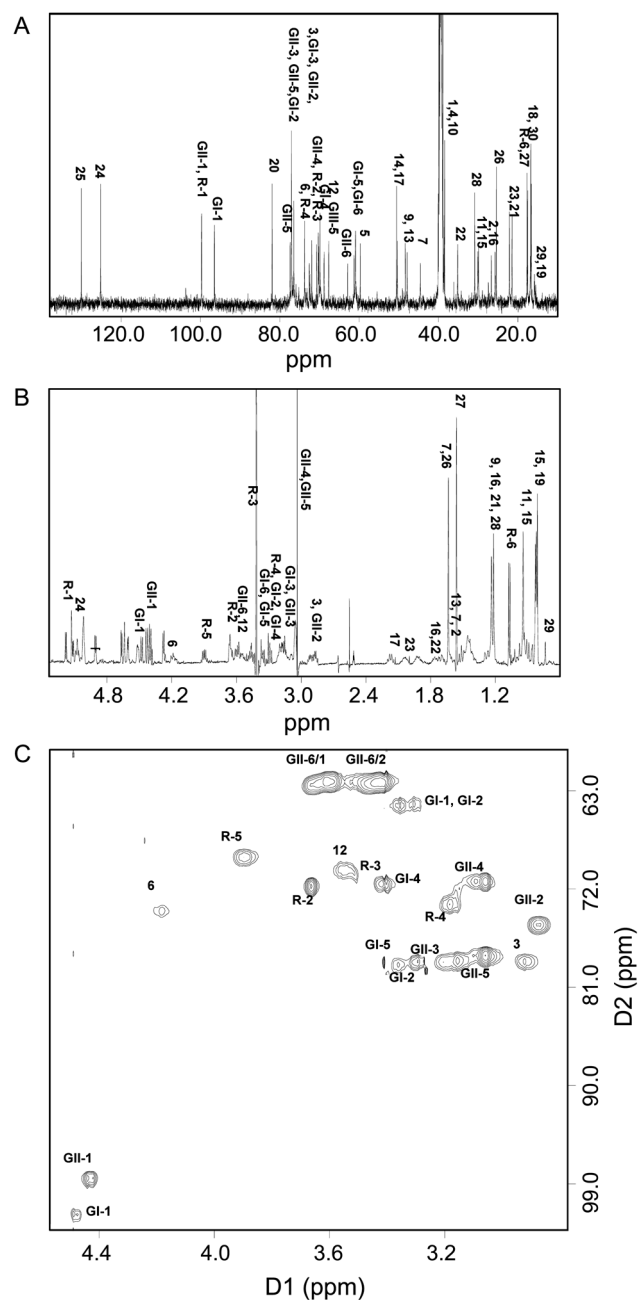 A
25
24
GII-1, R-1
GI-1
20
GII-3, GII-5,GI-2
GII-5
3,GI-3, GII-2,
6, R-4
GII-4, R-2, R-3
GI-4
12, GIII-5
GII-6
GI-5,GI-6
5
14,17
9, 13
7
1,4,10
22
28
11,15
2,16
26
23,21
R-6,27
18, 30
29,19
120.0 100.0 80.0 60.0 40.0 20.0
ppm
B
R-1
24
GI-1
GII-1
6
R-5
R-2
GII-6,12
R-3
GI-6, GI-5
R-4, GI-2, GI-4
GI-3, GII-3
GII-4,GII-5
3, GII-2
17
23
16,22
7,26
27
13, 7, 2
9, 16, 21, 28
R-6
11, 15
15, 19
29
4.8 4.2 3.6 3.0 2.4 1.8 1.2
ppm
C
GII-6/1
GII-6/2
GI-1, GI-2
R-5
12
R-3
GI-4
GII-4
6
R-2
R-4
GII-2
GI-5
GII-3
3
GI-2
GII-5
GII-1
GI-1
63.0
72.0
81.0
90.0
99.0
D2 (ppm)
4.4 4.0 3.6 3.2
D1 (ppm)